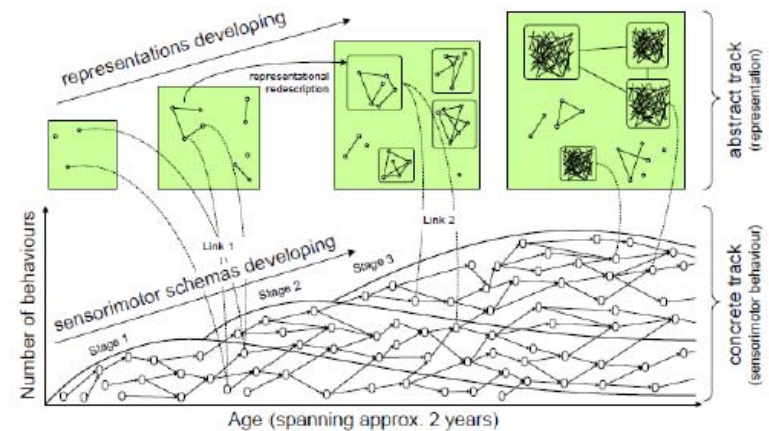 representations developing
representational
redescription
abstract track
(representation)
Link 1
Link 2
sensorimotor schemas developing
Stage 1
Stage 2
Stage 3
Number of behaviours
concrete track
(sensorimotor behaviour)
Age (spanning approx. 2 years)